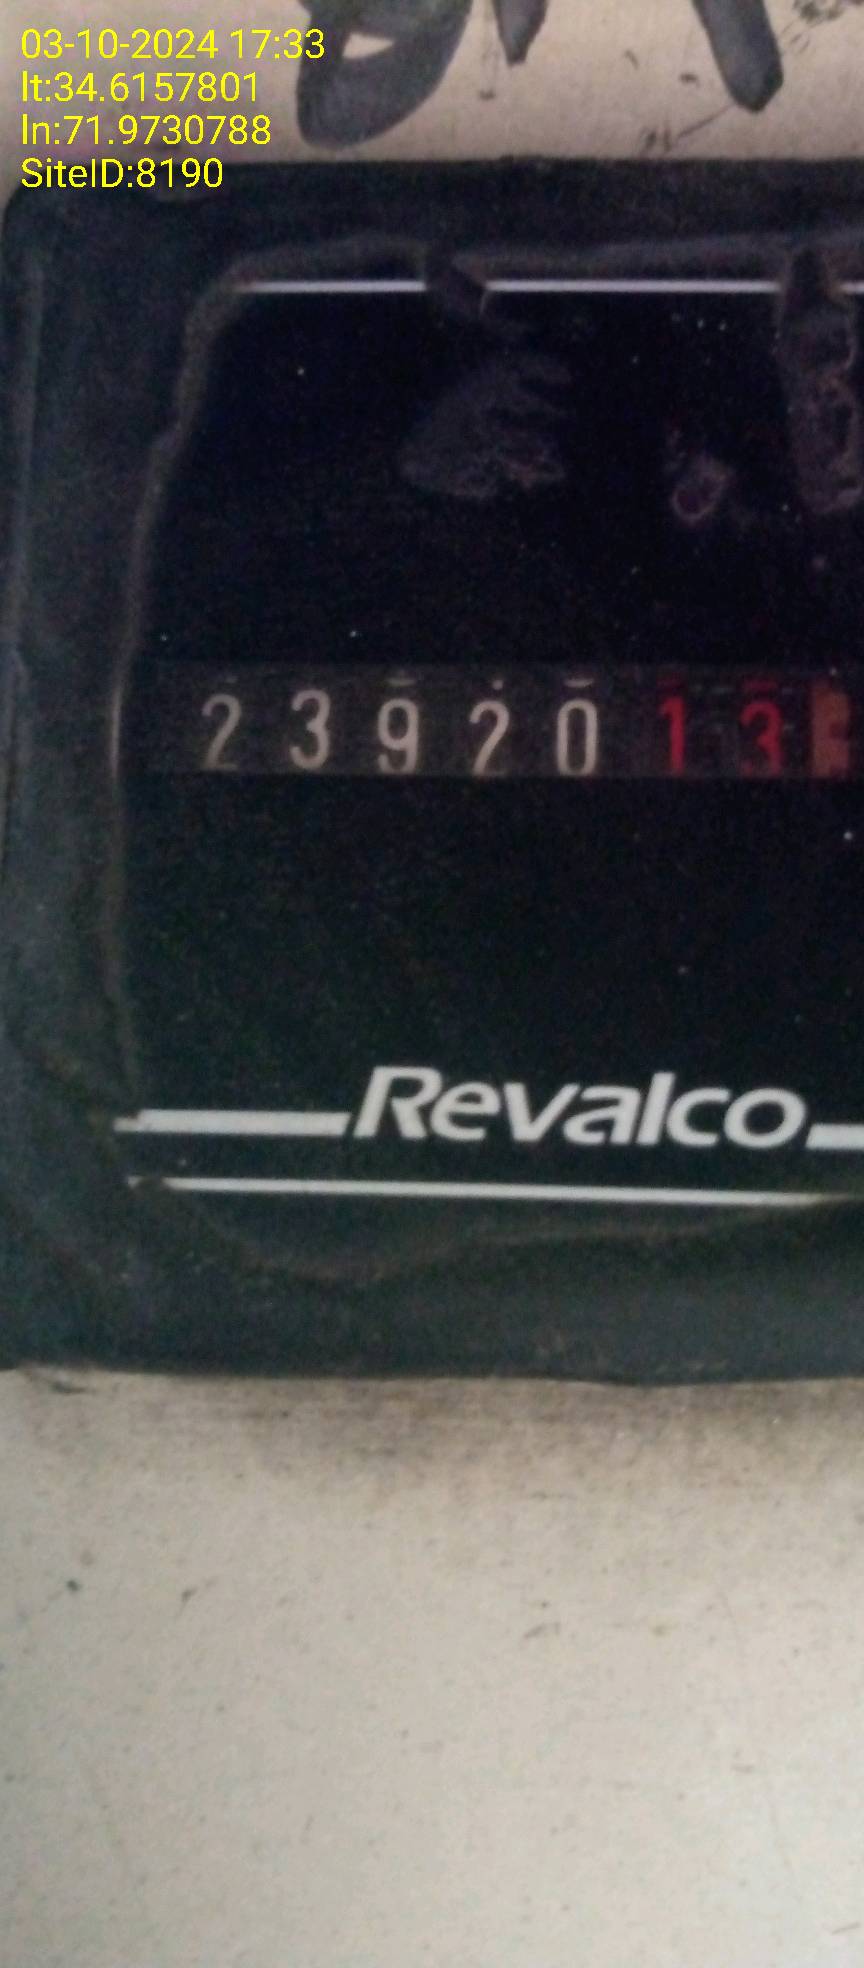 03-10-2024 17:33
lt:34.6157801
ln:71.9730788
SiteID:8190
2392013
Revalco